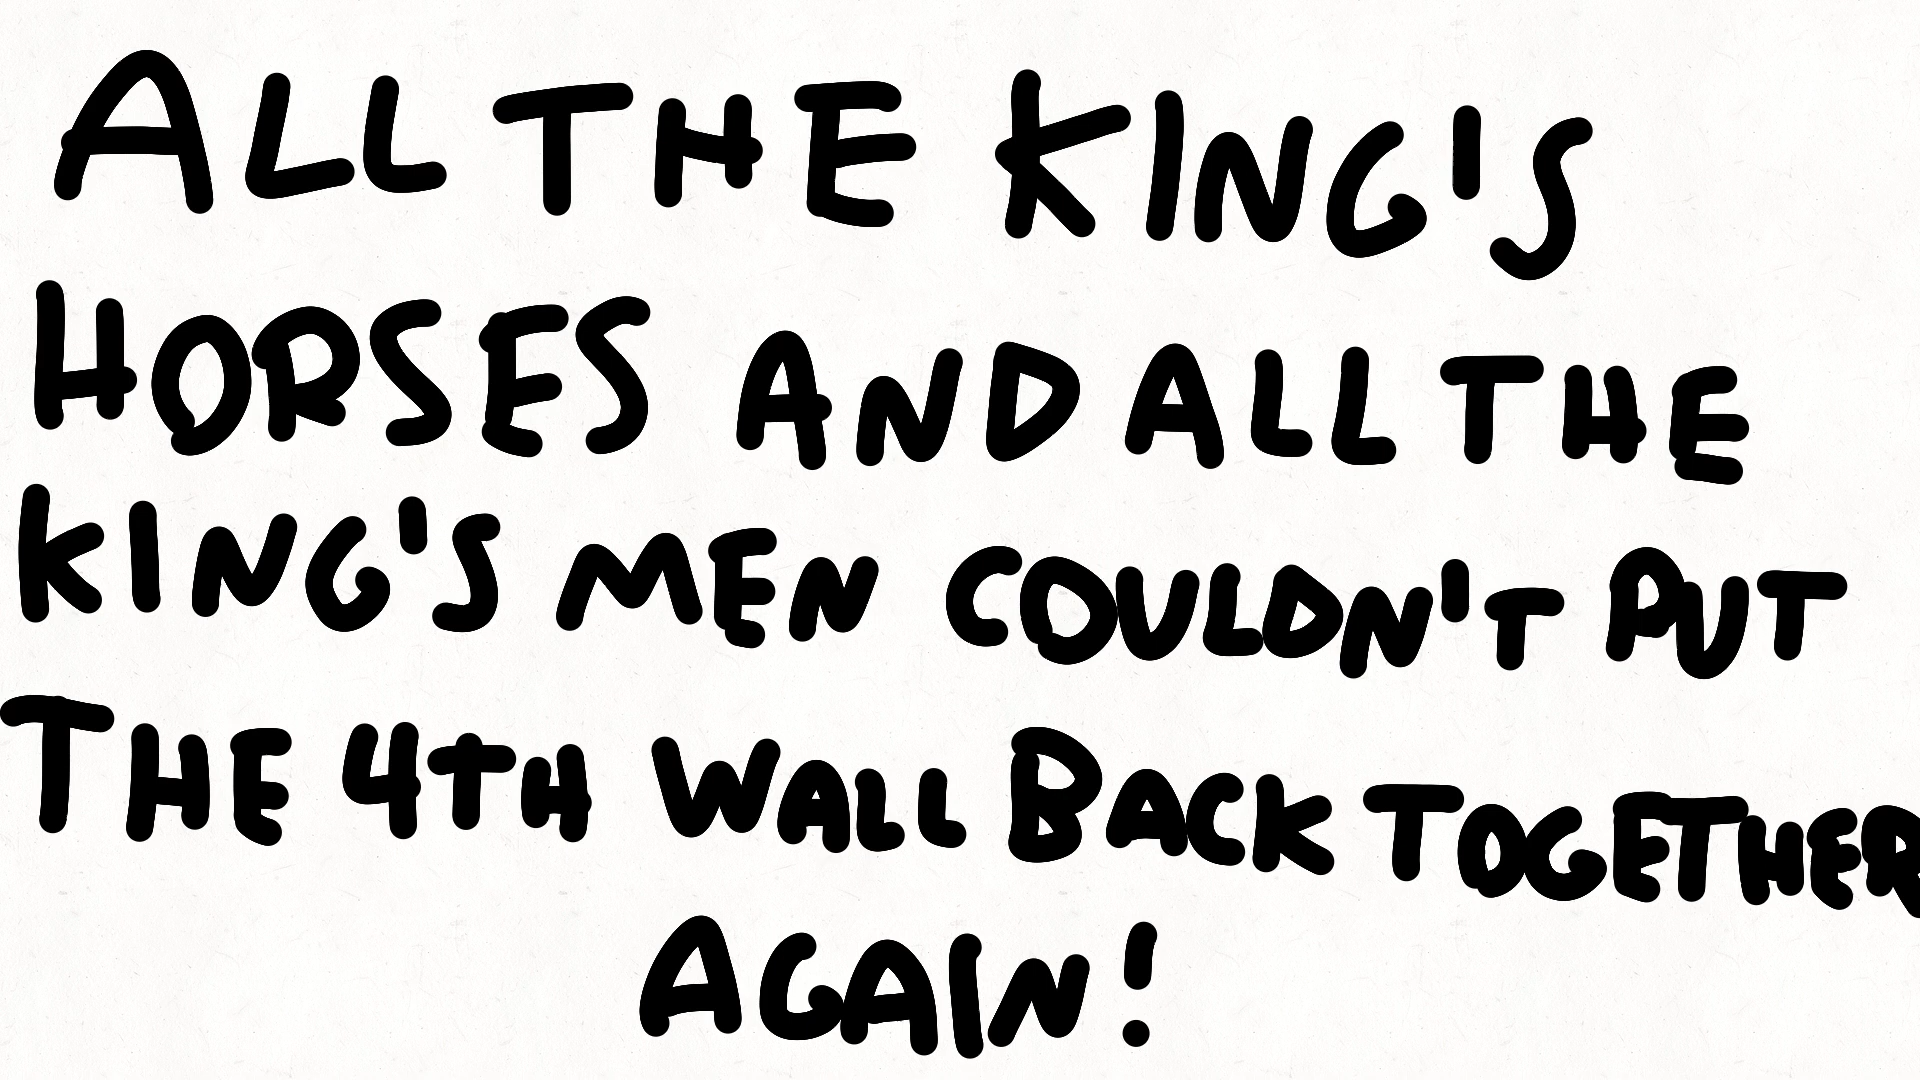 ALL THE KING'S
HORSES AND ALL THE
KING'S MEN COULDN'T PUT
THE 4TH WALL BACK TOGETHER
AGAIN!